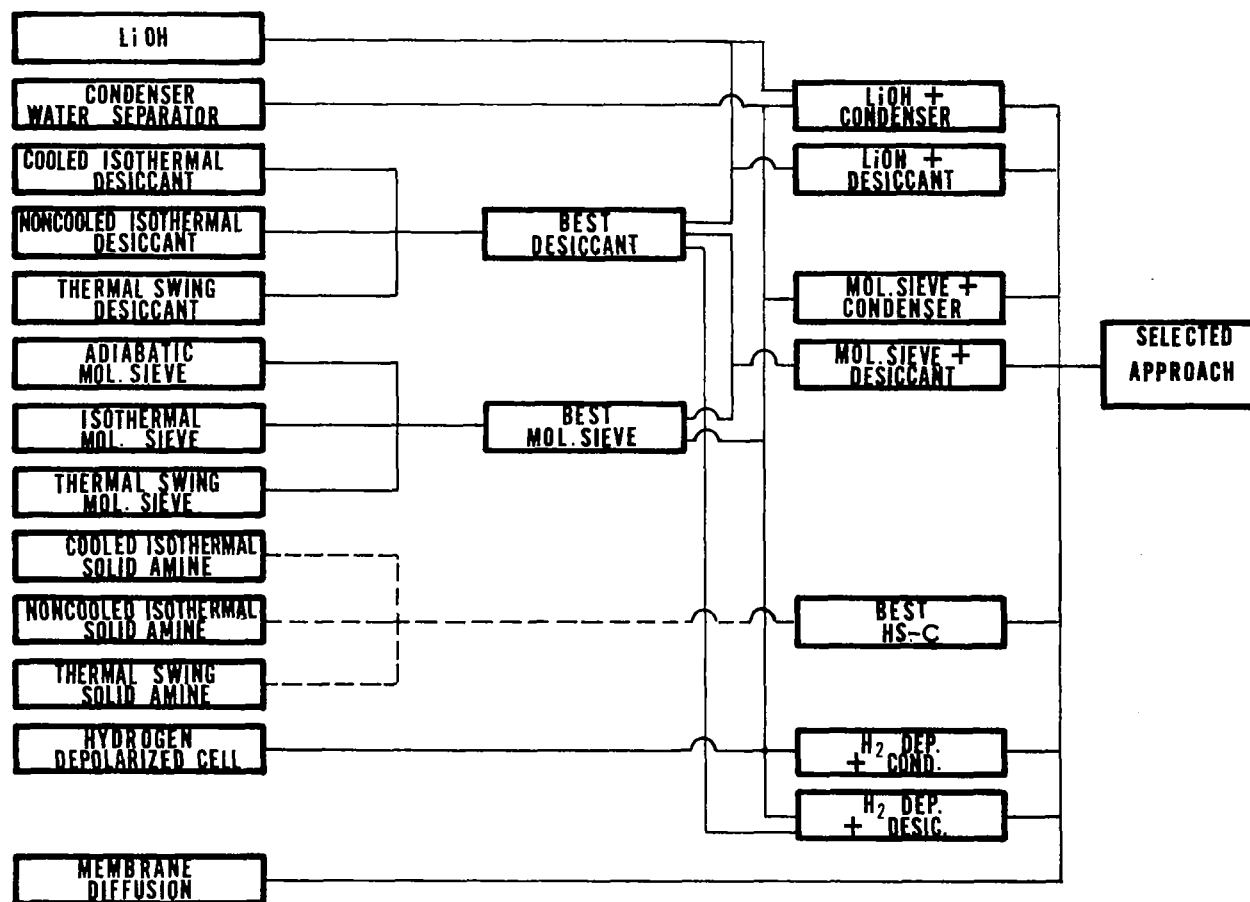 LiOH
CONDENSER
WATER SEPARATOR
COOLED ISOTHERMAL
DESICCANT
NONCOOLED ISOTHERMAL
DESICCANT
THERMAL SWING
DESICCANT
ADIABATIC
MOL. SIEVE
ISOTHERMAL
MOL. SIEVE
THERMAL SWING
MOL. SIEVE
COOLED ISOTHERMAL
SOLID AMINE
NONCOOLED ISOTHERMAL
SOLID AMINE
THERMAL SWING
SOLID AMINE
HYDROGEN
DEPOLARIZED CELL
MEMBRANE
DIFFUSION
BEST
DESICCANT
BEST
MOL. SIEVE
LiOH +
CONDENSER
LiOH +
DESICCANT
MOL. SIEVE +
CONDENSER
MOL. SIEVE +
DESICCANT
BEST
HS-C
H₂ DEP.
+ COND.
H₂ DEP.
+ DESIC.
SELECTED
APPROACH